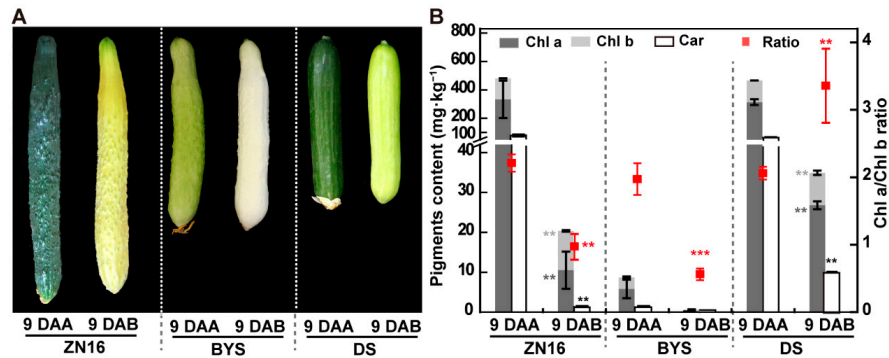 A
9 DAA 9 DAB 9 DAA 9 DAB 9 DAA 9 DAB
ZN16 BYS DS
B
Chl a Chl b Car Ratio
Pigments content (mg·kg⁻¹)
800
700
600
500
400
300
200
100
40
30
20
10
0
** ** ** **
***
** ** ** **
4
3
2
1
0
Chl a/Chl b ratio
9 DAA 9 DAB 9 DAA 9 DAB 9 DAA 9 DAB
ZN16 BYS DS